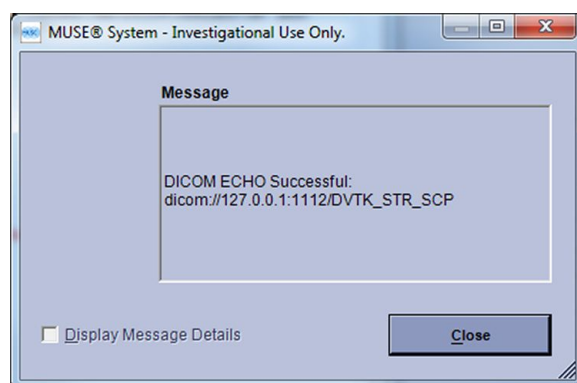 MUSE® System - Investigational Use Only.
Message
DICOM ECHO Successful:
dicom://127.0.0.1:1112/DVTK_STR_SCP
Display Message Details
Close